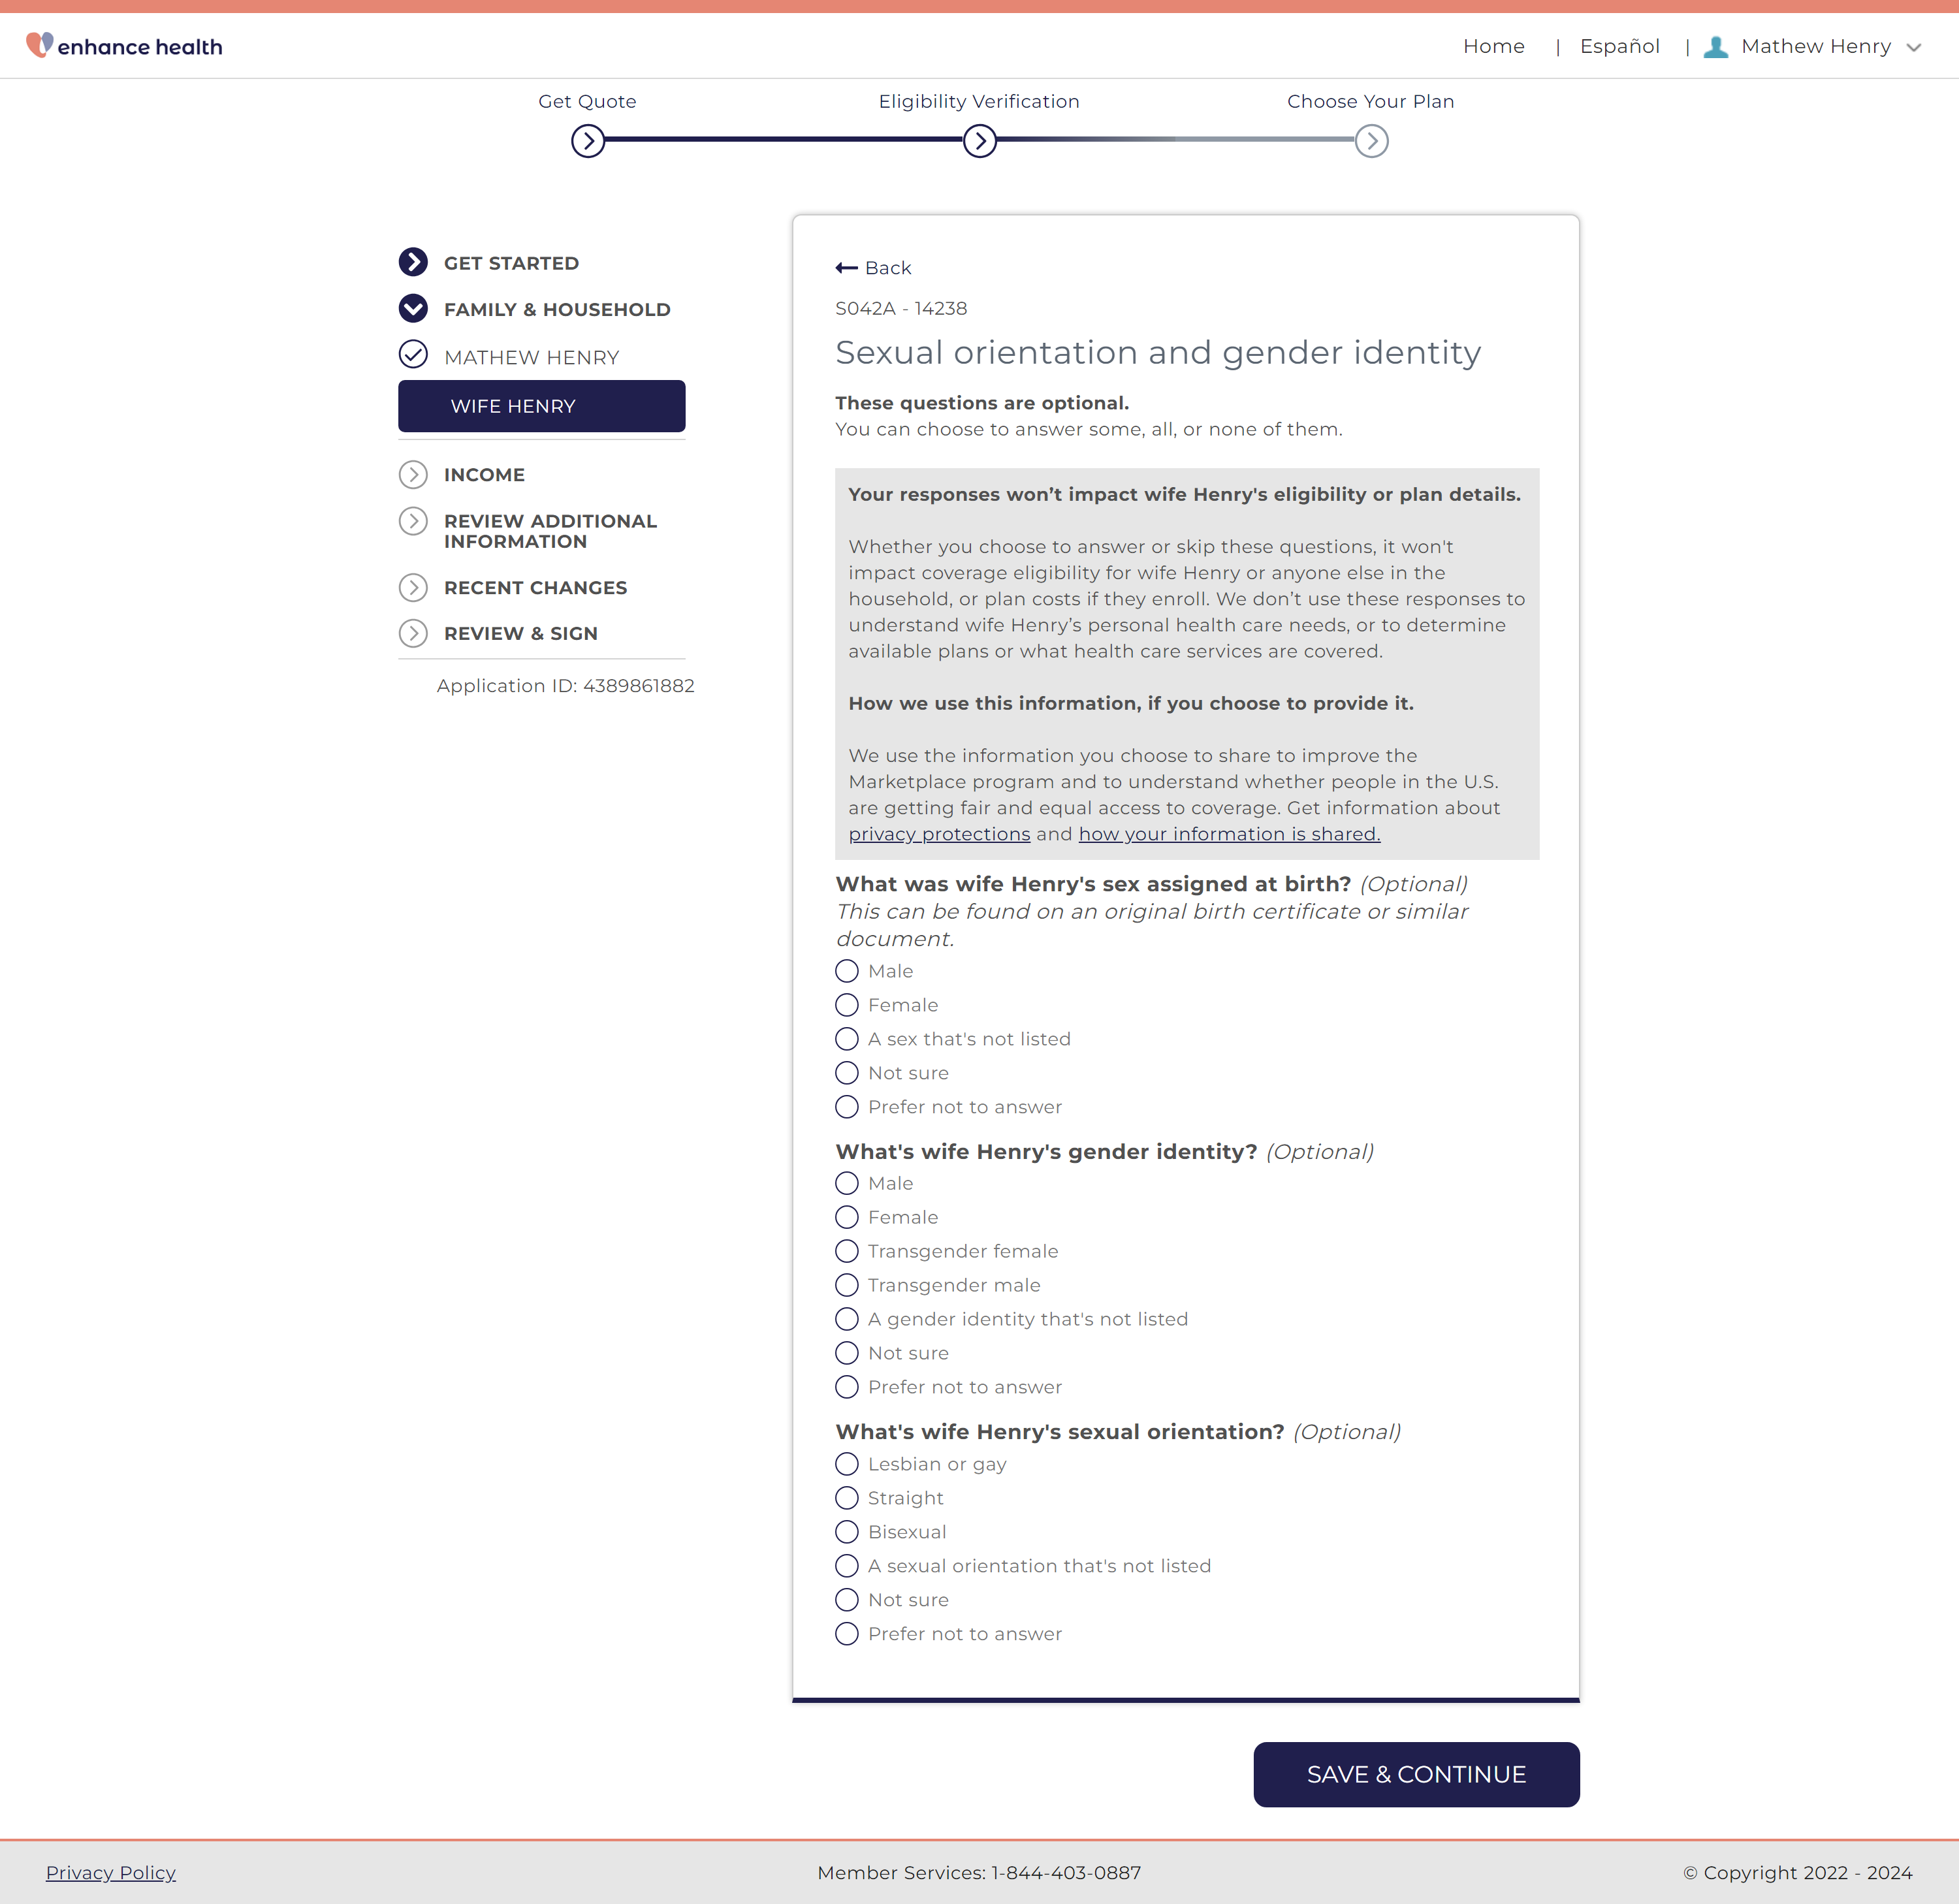 enhance health
Home | Español | Mathew Henry
Get Quote
Eligibility Verification
Choose Your Plan
GET STARTED
FAMILY & HOUSEHOLD
MATHEW HENRY
WIFE HENRY
INCOME
REVIEW ADDITIONAL
INFORMATION
RECENT CHANGES
REVIEW & SIGN
Application ID: 4389861882
Back
S042A - 14238
Sexual orientation and gender identity
These questions are optional.
You can choose to answer some, all, or none of them.
Your responses won’t impact wife Henry's eligibility or plan details.
Whether you choose to answer or skip these questions, it won't
impact coverage eligibility for wife Henry or anyone else in the
household, or plan costs if they enroll. We don’t use these responses to
understand wife Henry’s personal health care needs, or to determine
available plans or what health care services are covered.
How we use this information, if you choose to provide it.
We use the information you choose to share to improve the
Marketplace program and to understand whether people in the U.S.
are getting fair and equal access to coverage. Get information about
privacy protections and how your information is shared.
What was wife Henry's sex assigned at birth? (Optional)
This can be found on an original birth certificate or similar
document.
Male
Female
A sex that's not listed
Not sure
Prefer not to answer
What's wife Henry's gender identity? (Optional)
Male
Female
Transgender female
Transgender male
A gender identity that's not listed
Not sure
Prefer not to answer
What's wife Henry's sexual orientation? (Optional)
Lesbian or gay
Straight
Bisexual
A sexual orientation that's not listed
Not sure
Prefer not to answer
SAVE & CONTINUE
Privacy Policy
Member Services: 1-844-403-0887
© Copyright 2022 - 2024